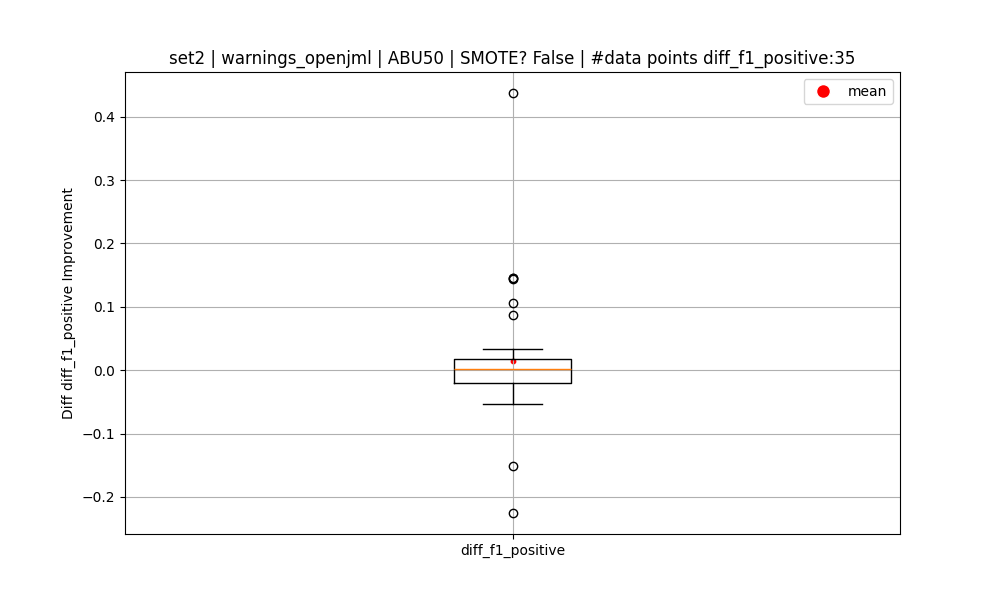 set2 | warnings_openjml | ABU50 | SMOTE? False | #data points diff_f1_positive:35
mean
Diff diff_f1_positive Improvement
0.4
0.3
0.2
0.1
0.0
−0.1
−0.2
diff_f1_positive